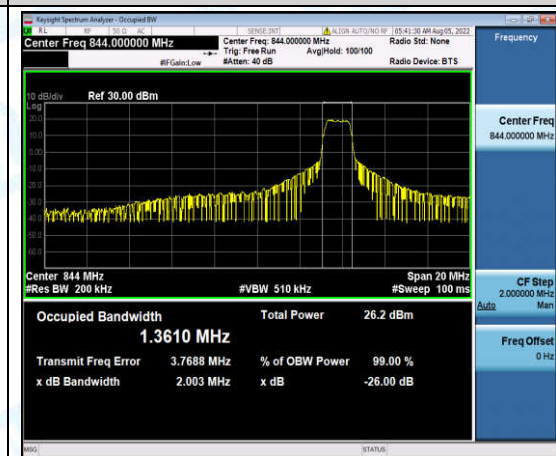 Keysight Spectrum Analyzer - Occupied BW
RL RF 50 Ω AC SENSE:INT ALIGN AUTO/NO RF 05:41:30 AM Aug 05, 2022
Center Freq 844.000000 MHz Center Freq: 844.000000 MHz Radio Std: None Frequency
Trig: Free Run Avg|Hold: 100/100
#IFGain:Low #Atten: 40 dB Radio Device: BTS
10 dB/div Ref 30.00 dBm
Log
20.0
10.0
0.00
-10.0
-20.0
-30.0
-40.0
-50.0
-60.0
Center Freq
844.000000 MHz
Center 844 MHz Span 20 MHz
#Res BW 200 kHz #VBW 510 kHz #Sweep 100 ms
CF Step
2.000000 MHz
Auto Man
Occupied Bandwidth Total Power 26.2 dBm
1.3610 MHz
Transmit Freq Error 3.7688 MHz % of OBW Power 99.00 %
x dB Bandwidth 2.003 MHz x dB -26.00 dB
Freq Offset
0 Hz
MSG STATUS